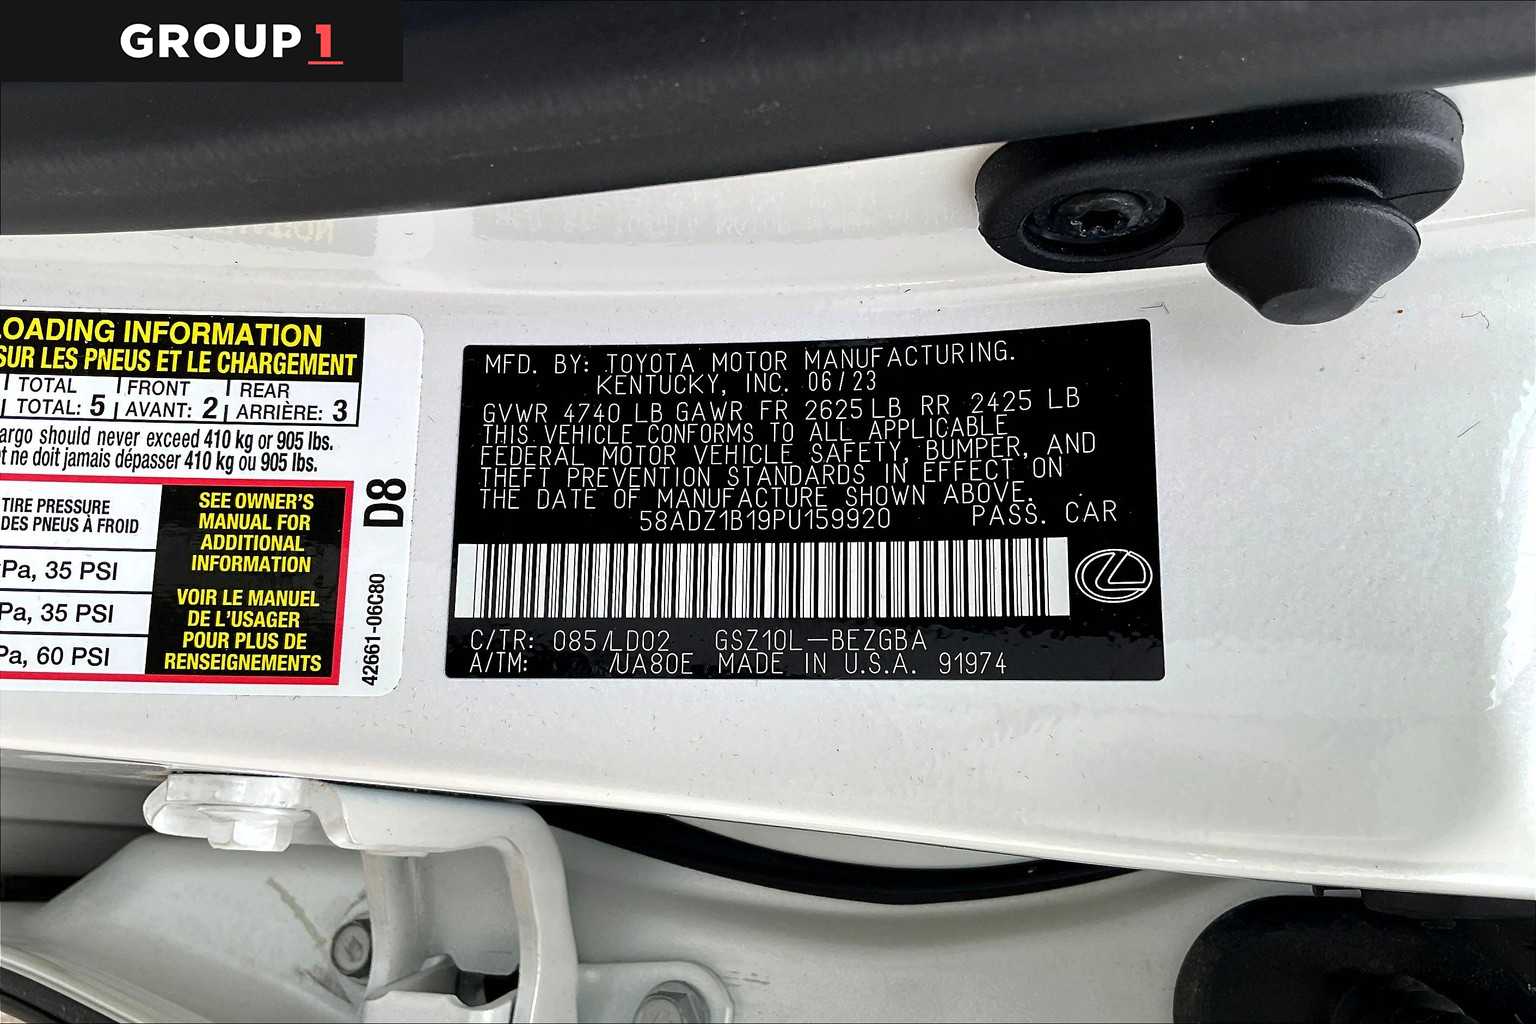 GROUP 1
LOADING INFORMATION
SUR LES PNEUS ET LE CHARGEMENT
TOTAL FRONT REAR
TOTAL: 5 AVANT: 2 ARRIÈRE: 3
should never exceed 410 kg or 905 lbs.
ne doit jamais dépasser 410 kg ou 905 lbs.
TIRE PRESSURE
DES PNEUS À FROID
35 PSI
35 PSI
60 PSI
SEE OWNER'S
MANUAL FOR
ADDITIONAL
INFORMATION
VOIR LE MANUEL
DE L'USAGER
POUR PLUS DE
RENSEIGNEMENTS
D8
42661-06C80
MFD. BY: TOYOTA MOTOR MANUFACTURING.
KENTUCKY, INC. 06/23
GVWR 4740 LB GAWR FR 2625 LB RR 2425 LB
THIS VEHICLE CONFORMS TO ALL APPLICABLE
FEDERAL MOTOR VEHICLE SAFETY, BUMPER, AND
THEFT PREVENTION STANDARDS IN EFFECT ON
THE DATE OF MANUFACTURE SHOWN ABOVE.
58ADZ1B19PU159920 PASS. CAR
C/TR: 085/LD02 GSZ10L-BEZGBA
A/TM: /UA80E MADE IN U.S.A. 91974